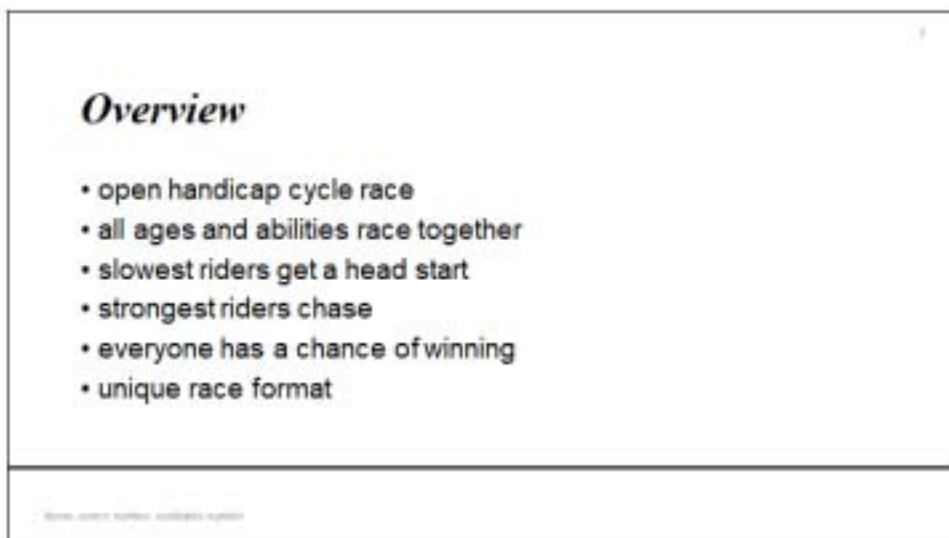 Overview
• open handicap cycle race
• all ages and abilities race together
• slowest riders get a head start
• strongest riders chase
• everyone has a chance of winning
• unique race format